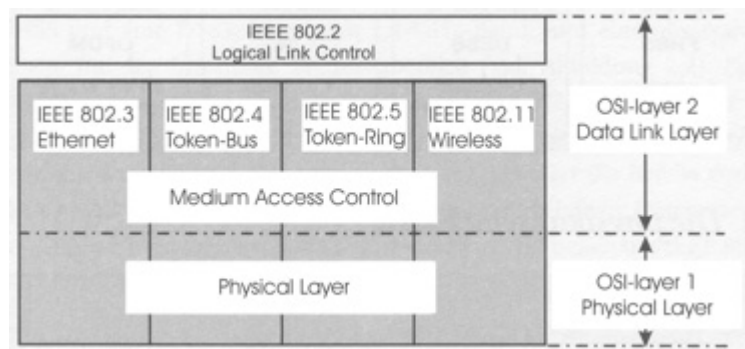 IEEE 802.2
Logical Link Control
IEEE 802.3
Ethernet
IEEE 802.4
Token-Bus
IEEE 802.5
Token-Ring
IEEE 802.11
Wireless
OSI-layer 2
Data Link Layer
Medium Access Control
Physical Layer
OSI-layer 1
Physical Layer